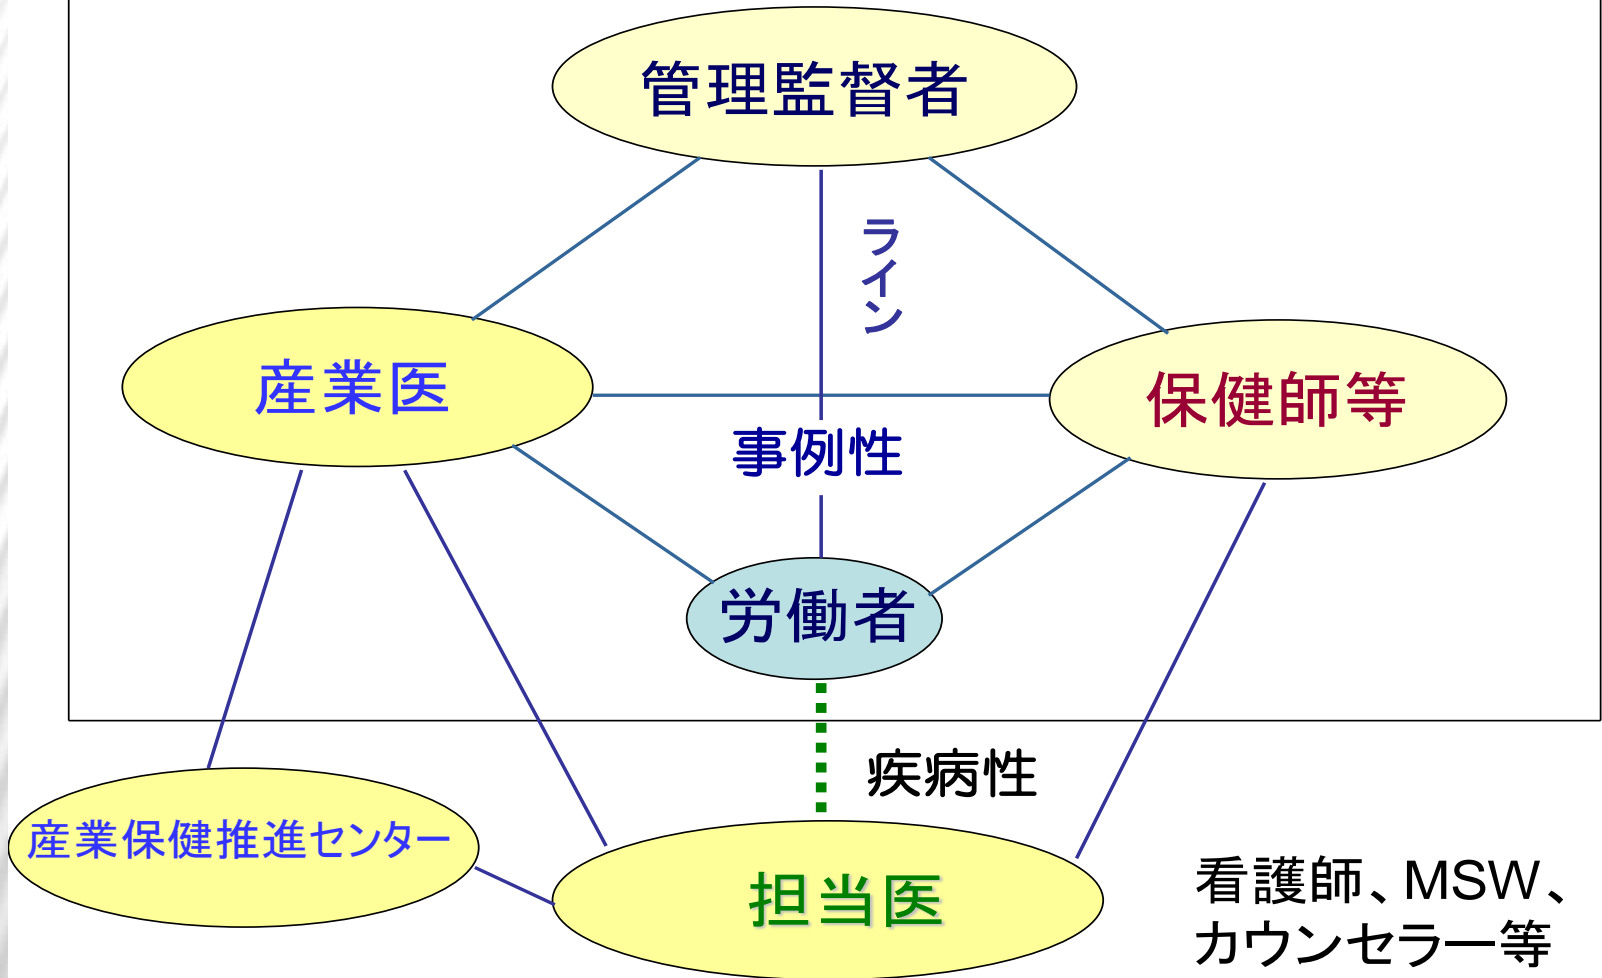 管理監督者
ライン
産業医
保健師等
事例性
労働者
疾病性
産業保健推進センター
担当医
看護師、MSW、
カウンセラー等